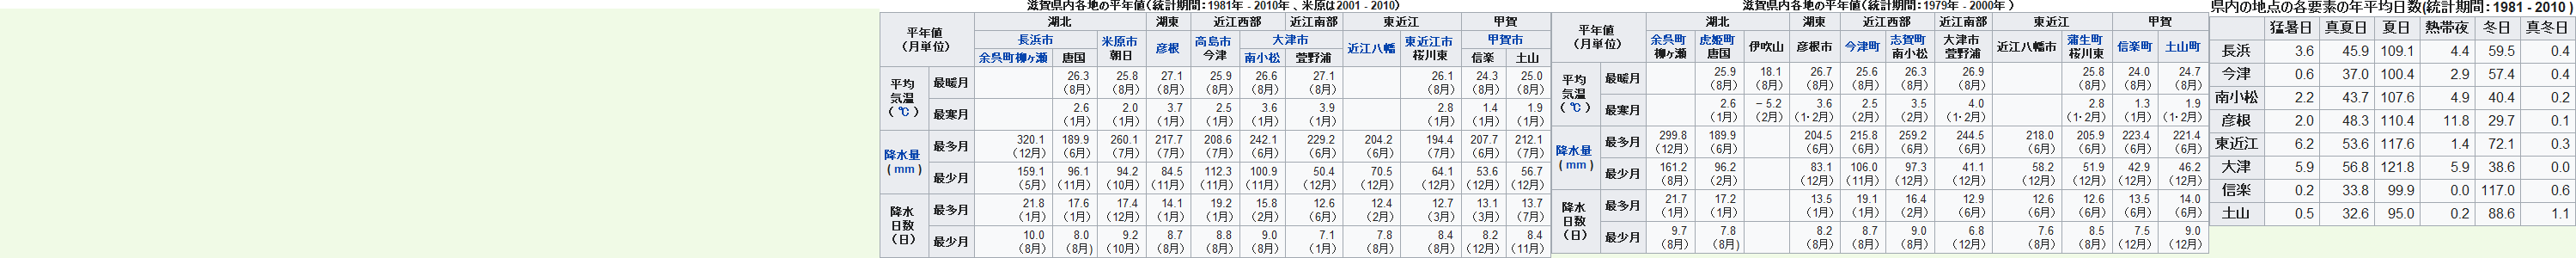 滋賀県内各地の平年値（統計期間：1981年 - 2010年 、米原は2001 - 2010）
平年値（月単位） 湖北 湖東 近江西部 近江南部 東近江 甲賀
長浜市 米原市朝日 彦根 高島市今津 大津市 近江八幡 東近江市桜川東 甲賀市
余呉町柳ヶ瀬 唐国 南小松 萱野浦 信楽 土山
平均気温（ ℃ ） 最暖月 26.3（8月） 25.8（8月） 27.1（8月） 25.9（8月） 26.6（8月） 27.1（8月） 26.1（8月） 24.3（8月） 25.0（8月）
最寒月 2.6（1月） 2.0（1月） 3.7（1月） 2.5（1月） 3.6（1月） 3.9（1月） 2.8（1月） 1.4（1月） 1.9（1月）
降水量（ mm ） 最多月 320.1（12月） 189.9（6月） 260.1（7月） 217.7（7月） 208.6（7月） 242.1（6月） 229.2（6月） 204.2（6月） 194.4（7月） 207.7（6月） 212.1（7月）
最少月 159.1（5月） 96.1（11月） 94.2（10月） 84.5（11月） 112.3（11月） 100.9（11月） 50.4（12月） 70.5（12月） 64.1（12月） 53.6（12月） 56.7（12月）
降水日数（日） 最多月 21.8（1月） 17.6（1月） 17.4（12月） 14.1（1月） 19.2（1月） 15.8（2月） 12.6（6月） 12.4（2月） 12.7（3月） 13.1（3月） 13.7（7月）
最少月 10.0（8月） 8.0（8月） 9.2（10月） 8.7（8月） 8.8（8月） 9.0（8月） 7.1（1月） 7.8（8月） 8.4（8月） 8.2（12月） 8.4（11月）
滋賀県内各地の平年値（統計期間：1979年 - 2000年 ）
平年値（月単位） 湖北 湖東 近江西部 近江南部 東近江 甲賀
余呉町柳ヶ瀬 虎姫町唐国 伊吹山 彦根市 今津町 志賀町南小松 大津市萱野浦 近江八幡市 蒲生町桜川東 信楽町 土山町
平均気温（ ℃ ） 最暖月 25.9（8月） 18.1（8月） 26.7（8月） 25.6（8月） 26.3（8月） 26.9（8月） 25.8（8月） 24.0（8月） 24.7（8月）
最寒月 2.6（1月） −5.2（2月） 3.6（1・2月） 2.5（2月） 3.5（2月） 4.0（1・2月） 2.8（1・2月） 1.3（1月） 1.9（1・2月）
降水量（ mm ） 最多月 299.8（12月） 189.9（6月） 204.5（6月） 215.8（6月） 259.2（6月） 244.5（6月） 218.0（6月） 205.9（6月） 223.4（6月） 221.4（6月）
最少月 161.2（8月） 96.2（2月） 83.1（12月） 106.0（11月） 97.3（12月） 41.1（12月） 58.2（12月） 51.9（12月） 42.9（12月） 46.2（12月）
降水日数（日） 最多月 21.7（1月） 17.2（1月） 13.5（1月） 19.1（1月） 16.4（2月） 12.9（6月） 12.6（6月） 12.6（6月） 13.5（6月） 14.0（6月）
最少月 9.7（8月） 7.8（8月） 8.2（8月） 8.7（8月） 9.0（8月） 6.8（12月） 7.6（8月） 8.5（8月） 7.5（12月） 9.0（12月）
県内の地点の各要素の年平均日数(統計期間：1981 - 2010 )
猛暑日 真夏日 夏日 熱帯夜 冬日 真冬日
長浜 3.6 45.9 109.1 4.4 59.5 0.4
今津 0.6 37.0 100.4 2.9 57.4 0.4
南小松 2.2 43.7 107.6 4.9 40.4 0.2
彦根 2.0 48.3 110.4 11.8 29.7 0.1
東近江 6.2 53.6 117.6 1.4 72.1 0.3
大津 5.9 56.8 121.8 5.9 38.6 0.0
信楽 0.2 33.8 99.9 0.0 117.0 0.6
土山 0.5 32.6 95.0 0.2 88.6 1.1